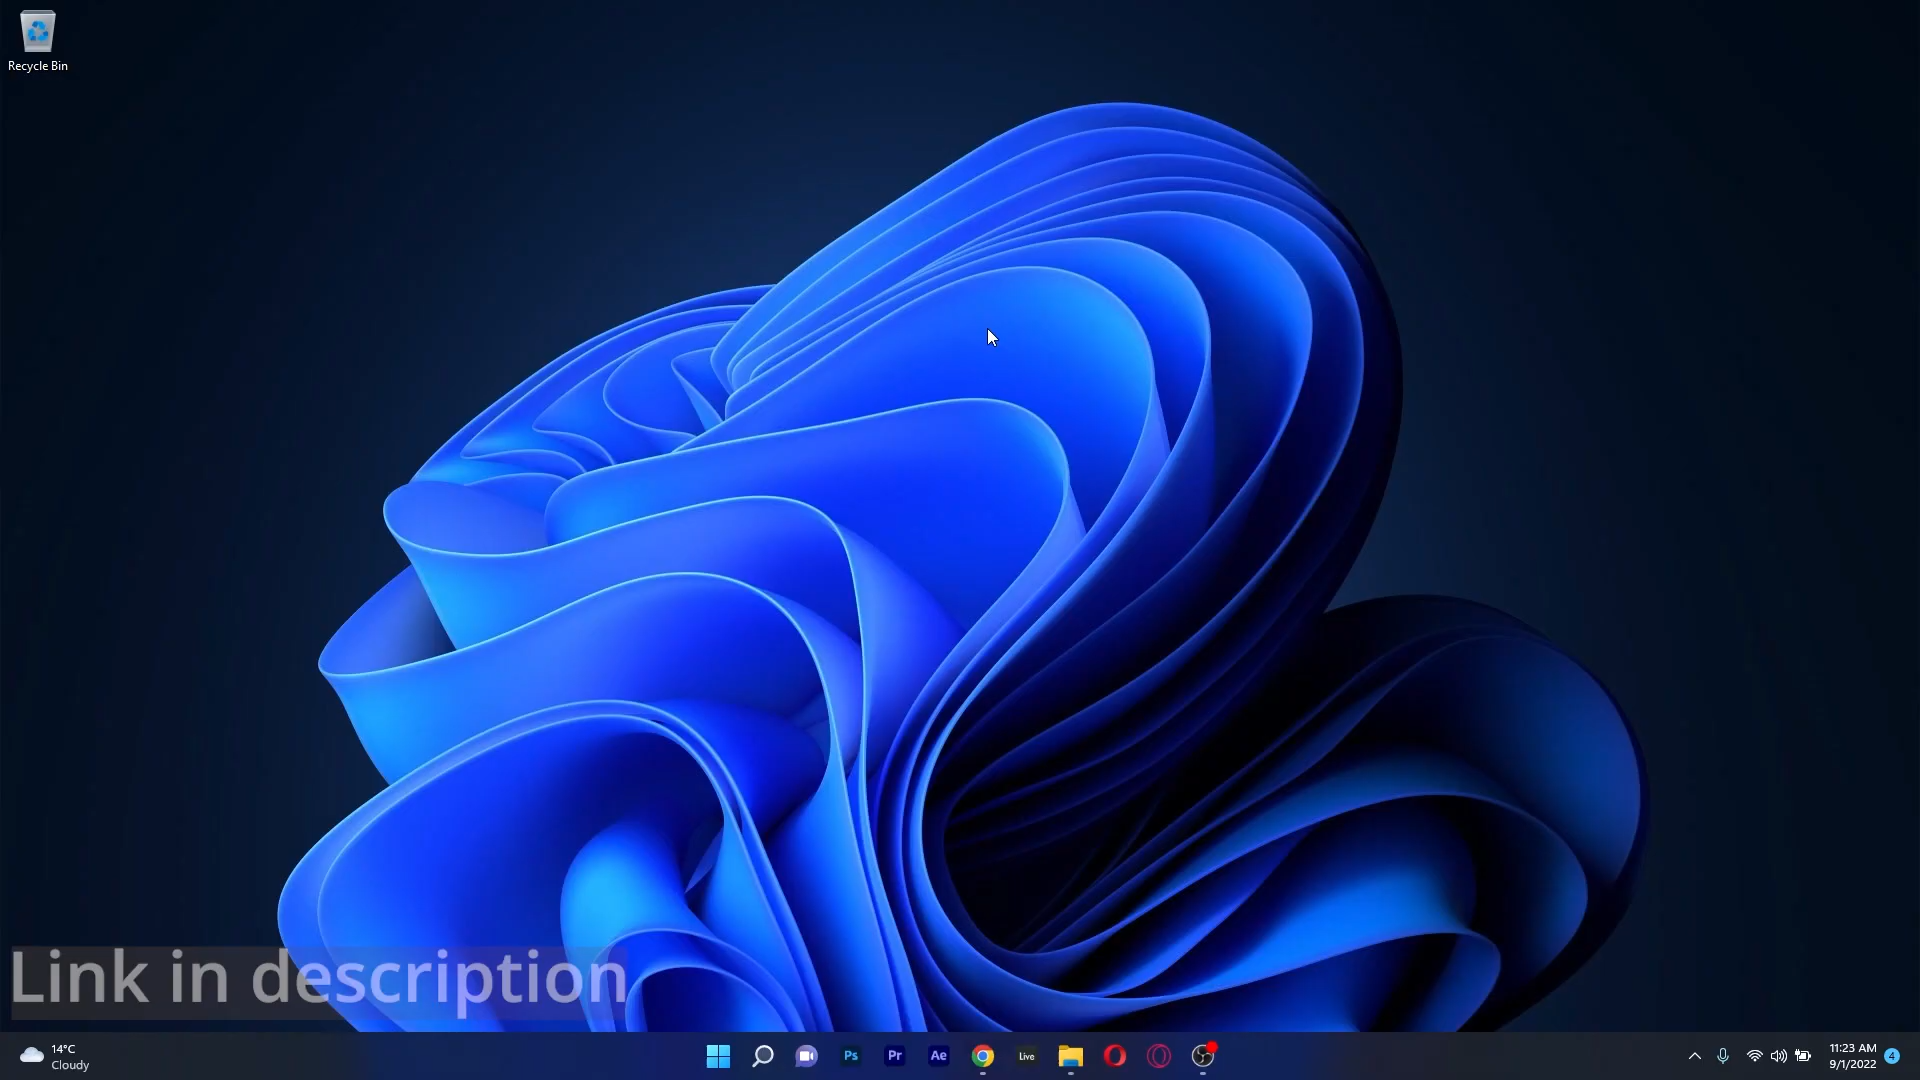 Recycle Bin
Link in description
14°C
Cloudy
Ps
Pr
Ae
Live
11:23 AM
9/1/2022
4